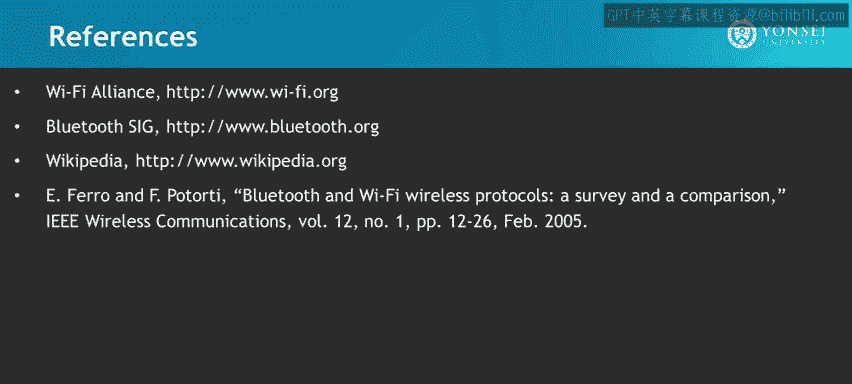 GPT中英字幕课程资源@bilibili.com
References
YONSEI
UNIVERSITY
• Wi-Fi Alliance, http://www.wi-fi.org
• Bluetooth SIG, http://www.bluetooth.org
• Wikipedia, http://www.wikipedia.org
• E. Ferro and F. Potorti, “Bluetooth and Wi-Fi wireless protocols: a survey and a comparison,”
IEEE Wireless Communications, vol. 12, no. 1, pp. 12-26, Feb. 2005.